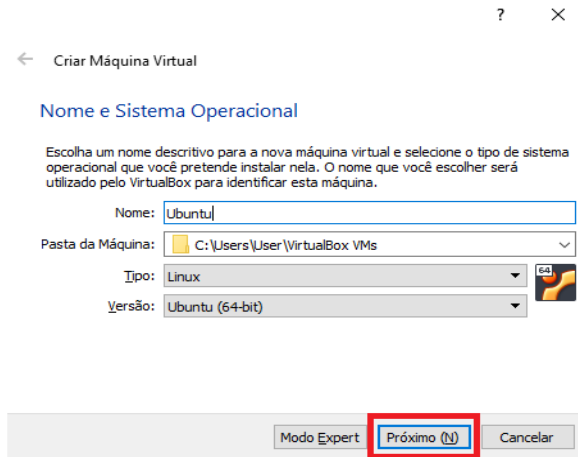 ?
Criar Máquina Virtual
Nome e Sistema Operacional
Escolha um nome descritivo para a nova máquina virtual e selecione o tipo de sistema
operacional que você pretende instalar nela. O nome que você escolher será
utilizado pelo VirtualBox para identificar esta máquina.
Nome: Ubuntu
Pasta da Máquina: C:\Users\User\VirtualBox VMs
Tipo: Linux
64
Versão: Ubuntu (64-bit)
Modo Expert Próximo (N) Cancelar